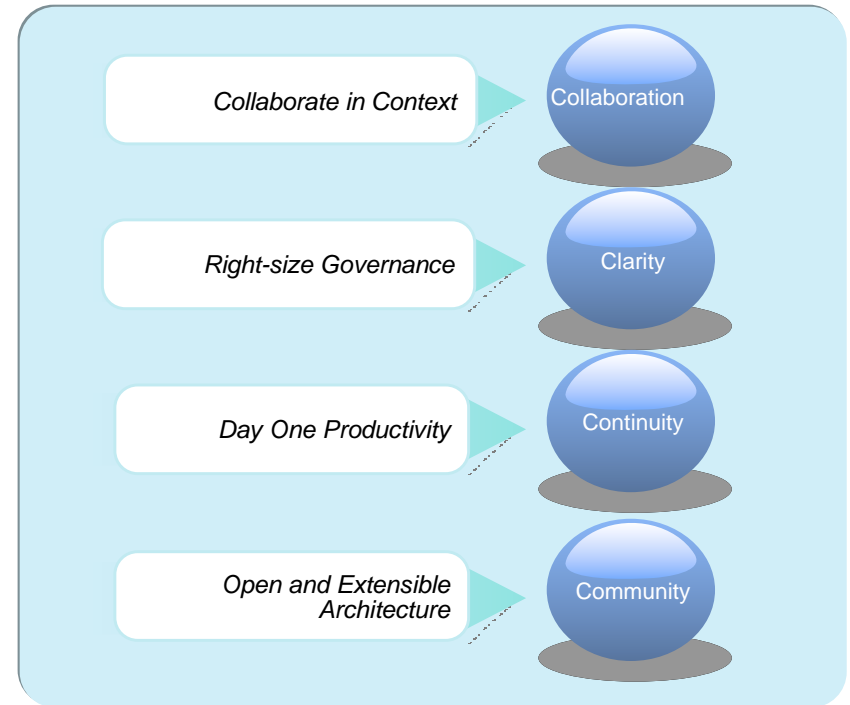 Collaborate in Context
Collaboration
Right-size Governance
Clarity
Day One Productivity
Continuity
Open and Extensible
Architecture
Community